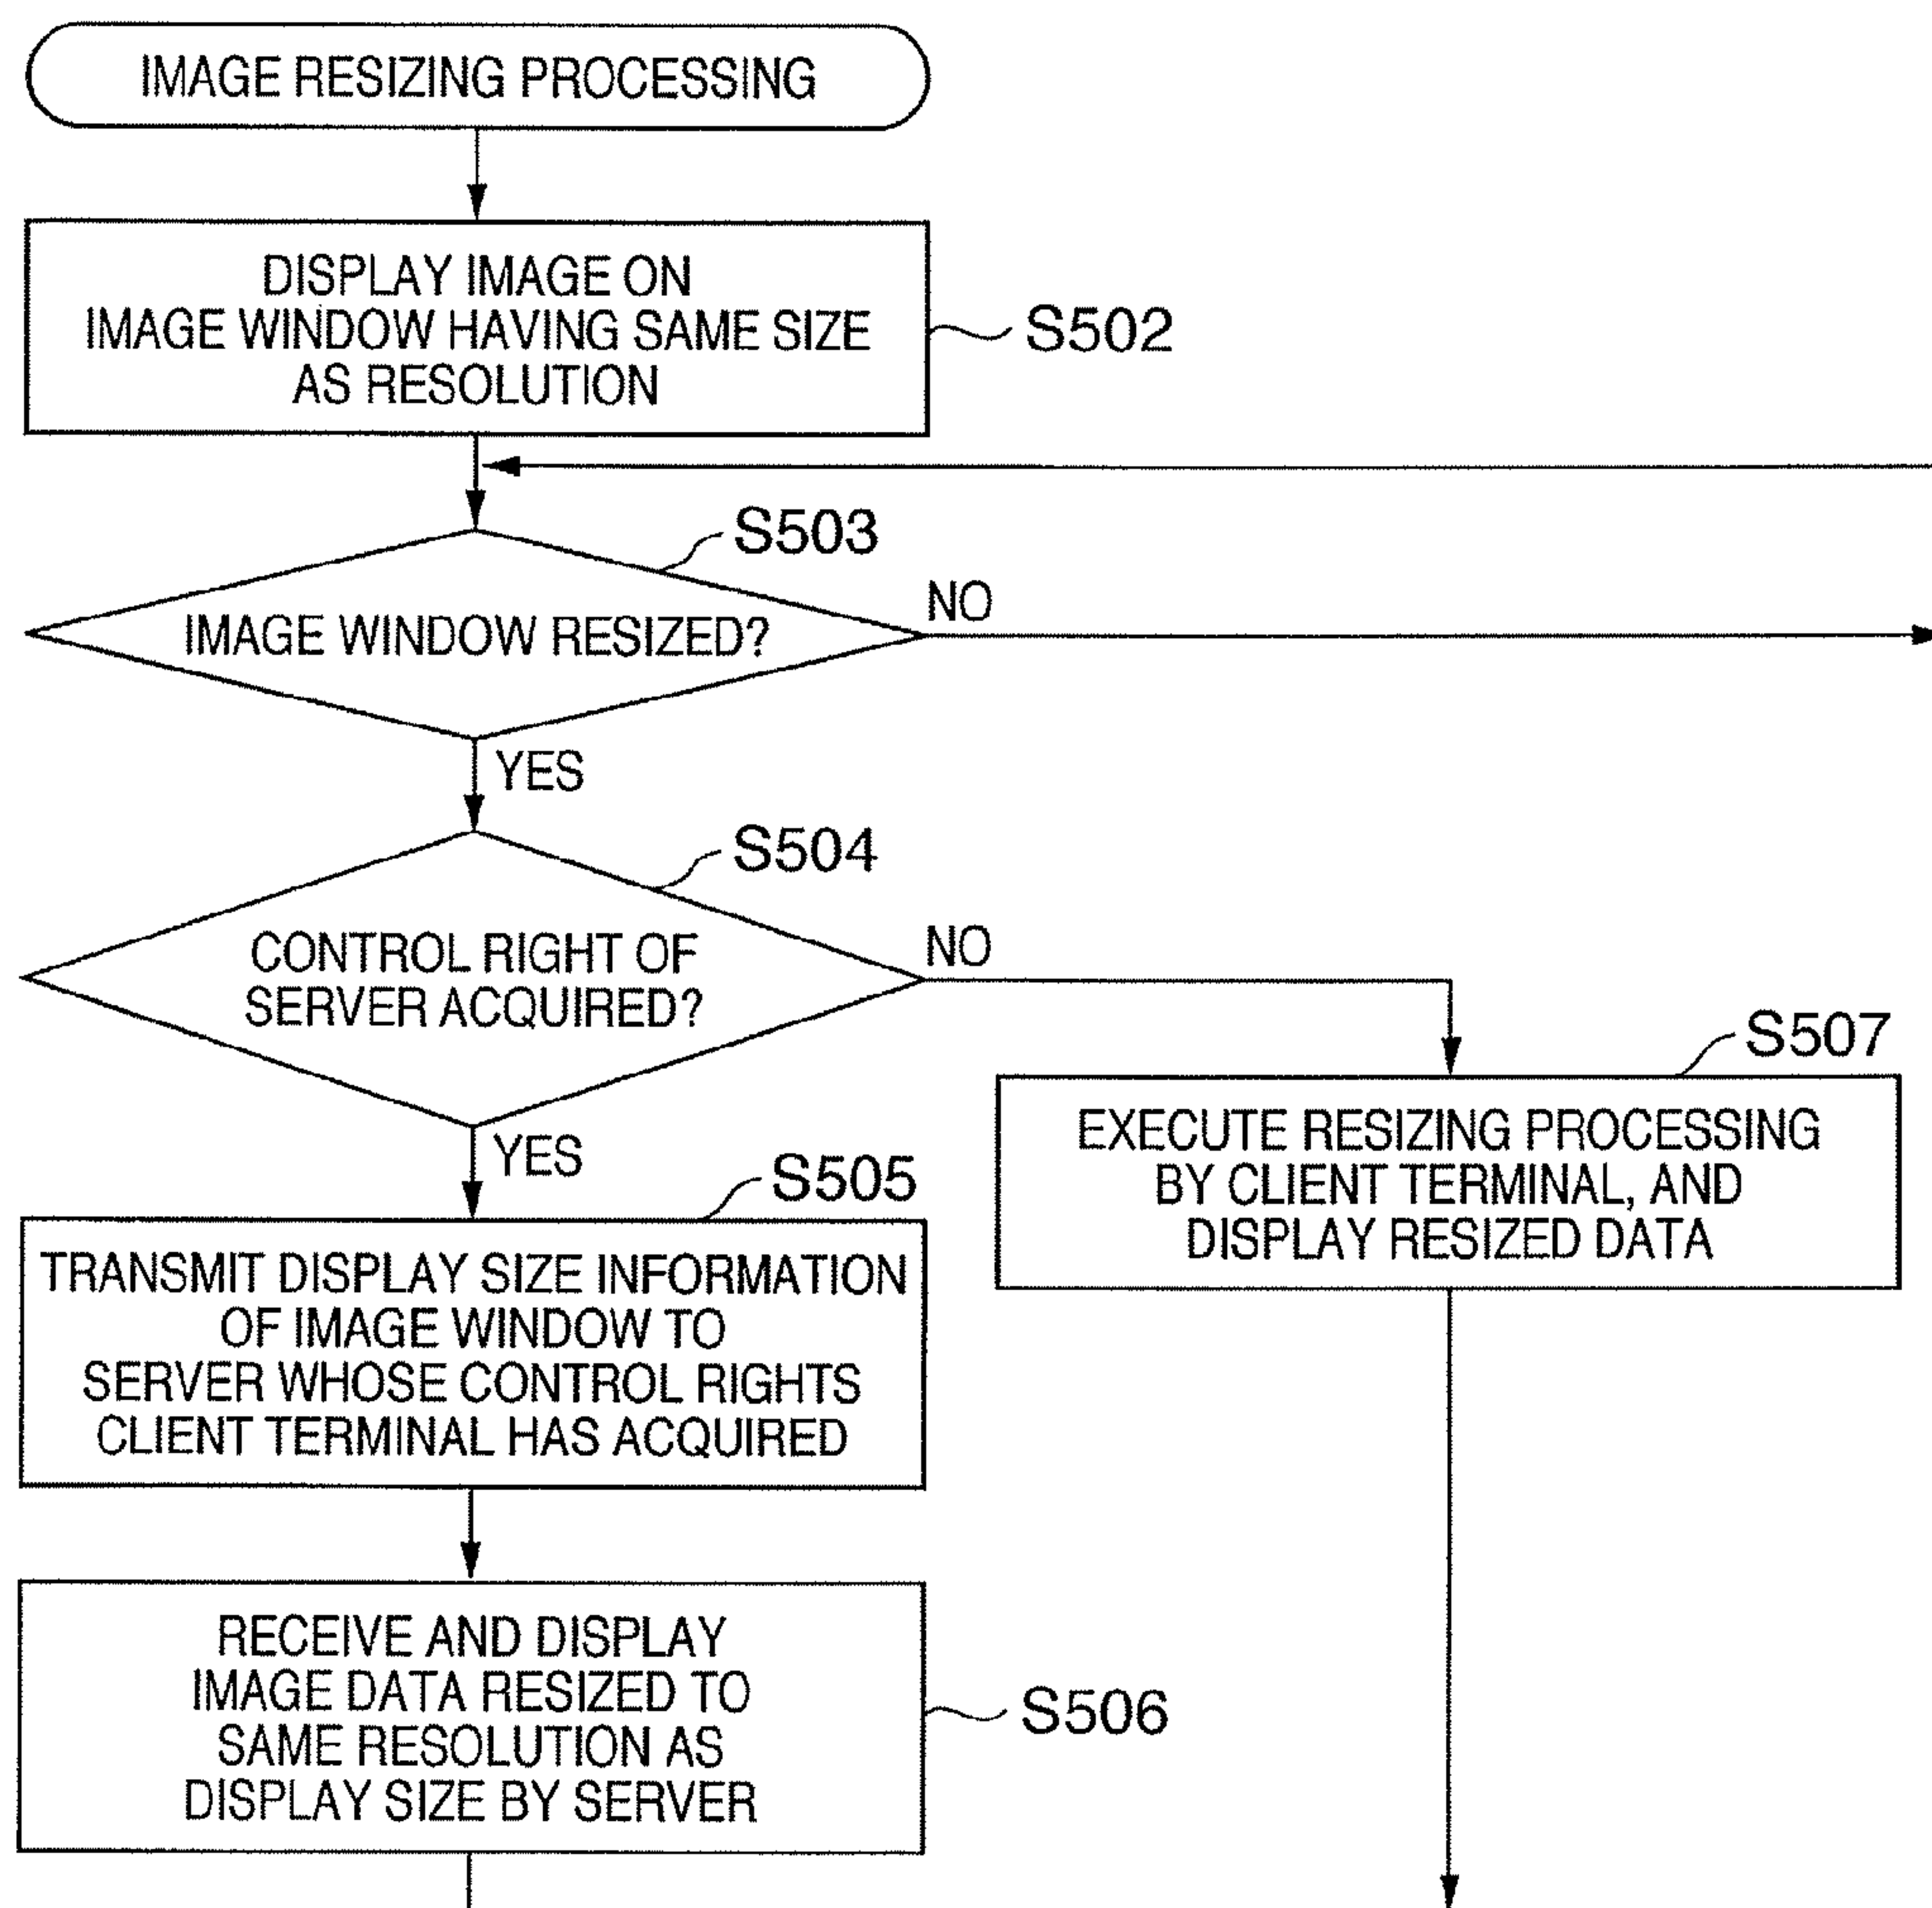 IMAGE RESIZING PROCESSING
DISPLAY IMAGE ON
IMAGE WINDOW HAVING SAME SIZE
AS RESOLUTION
S502
S503
IMAGE WINDOW RESIZED?
NO
YES
S504
CONTROL RIGHT OF
SERVER ACQUIRED?
NO
YES
S507
EXECUTE RESIZING PROCESSING
BY CLIENT TERMINAL, AND
DISPLAY RESIZED DATA
S505
TRANSMIT DISPLAY SIZE INFORMATION
OF IMAGE WINDOW TO
SERVER WHOSE CONTROL RIGHTS
CLIENT TERMINAL HAS ACQUIRED
RECEIVE AND DISPLAY
IMAGE DATA RESIZED TO
SAME RESOLUTION AS
DISPLAY SIZE BY SERVER
S506